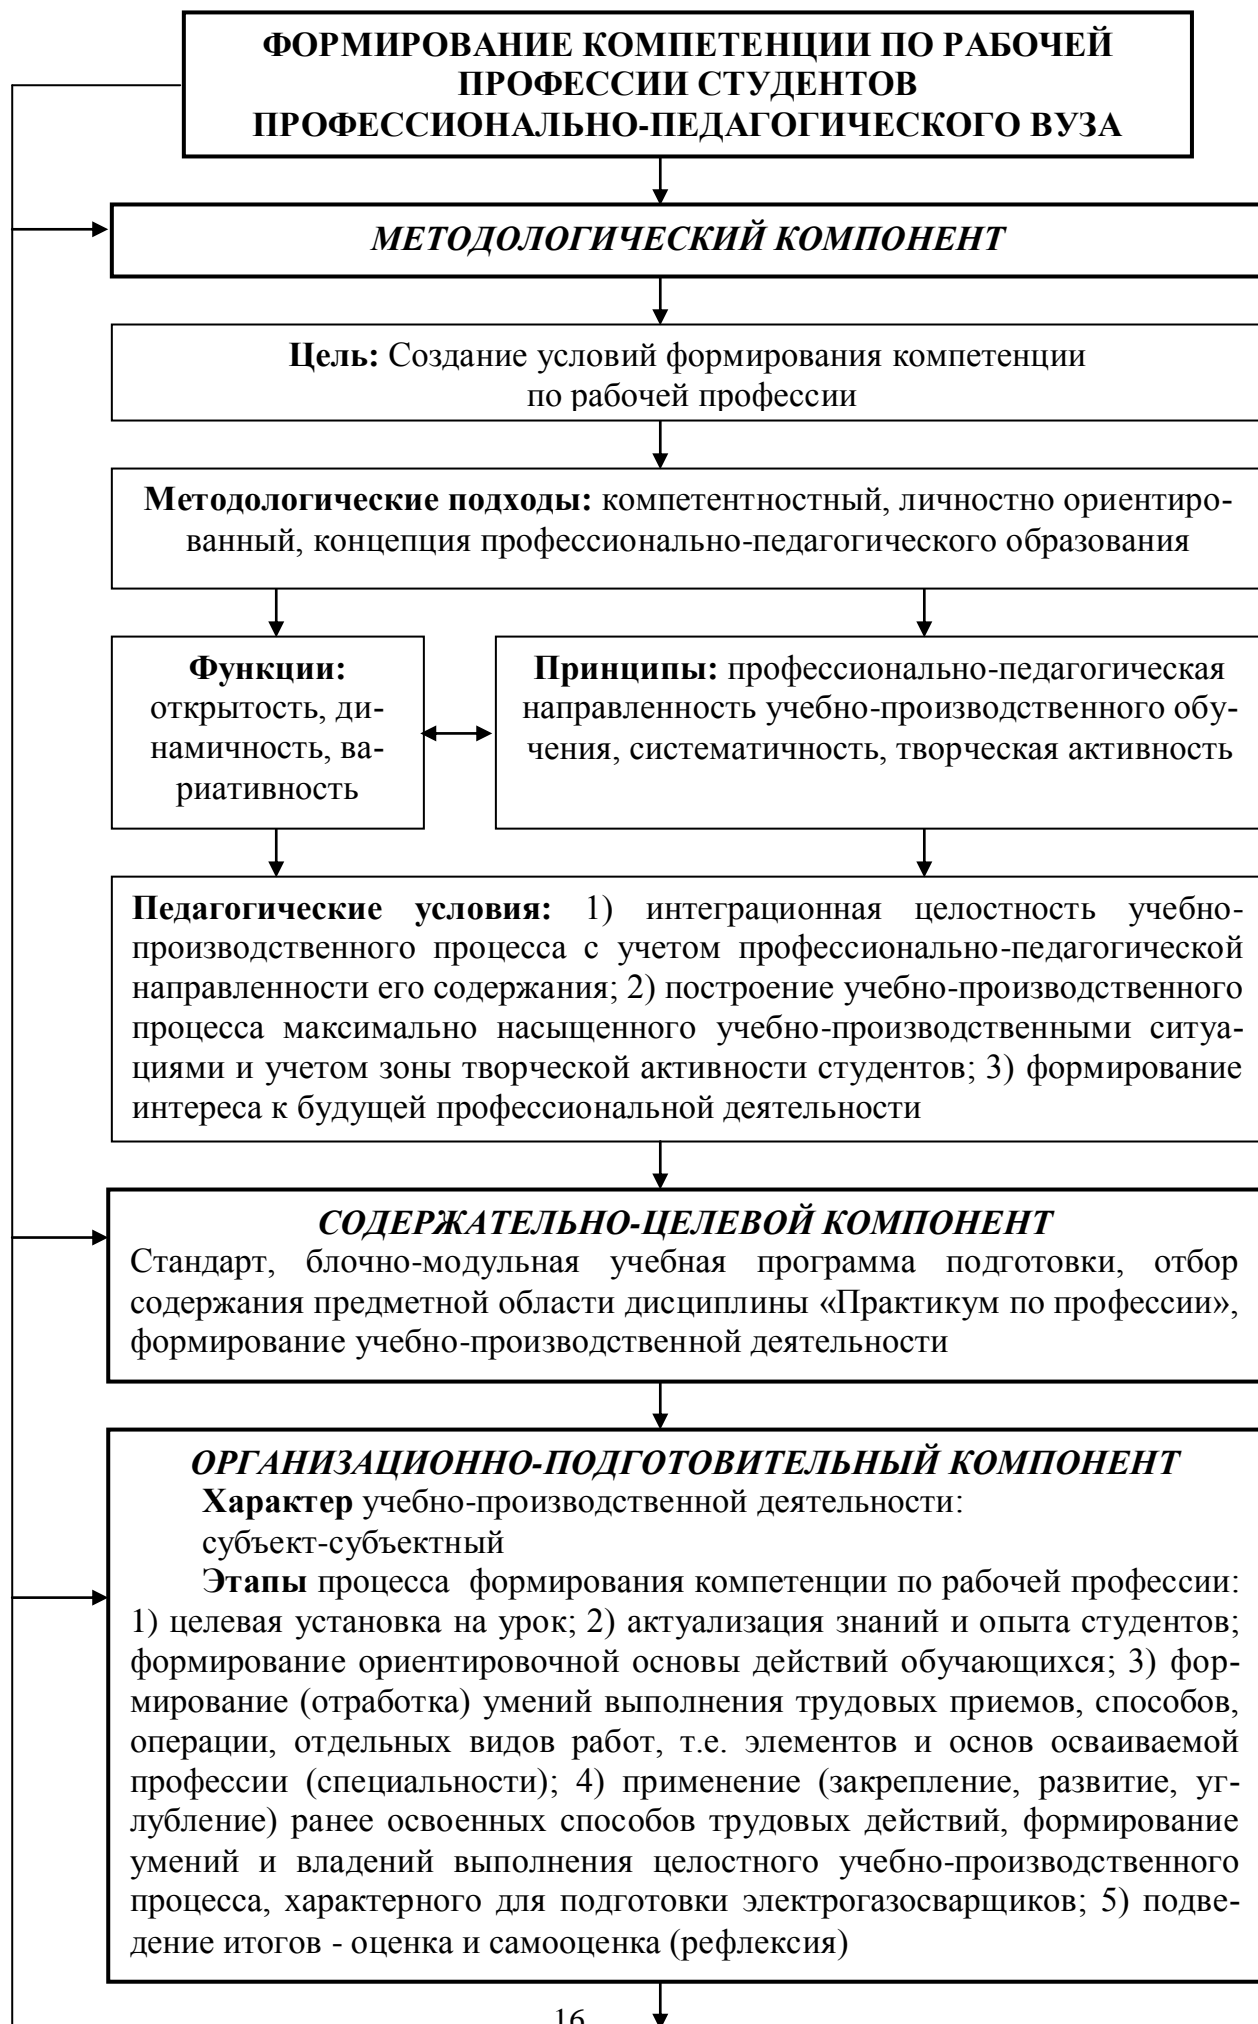 ФОРМИРОВАНИЕ КОМПЕТЕНЦИИ ПО РАБОЧЕЙ
ПРОФЕССИИ СТУДЕНТОВ
ПРОФЕССИОНАЛЬНО-ПЕДАГОГИЧЕСКОГО ВУЗА
МЕТОДОЛОГИЧЕСКИЙ КОМПОНЕНТ
Цель: Создание условий формирования компетенции
по рабочей профессии
Методологические подходы: компетентностный, личностно ориентиро-
ванный, концепция профессионально-педагогического образования
Функции:
открытость, ди-
намичность, ва-
риативность
Принципы: профессионально-педагогическая
направленность учебно-производственного обу-
чения, систематичность, творческая активность
Педагогические условия: 1) интеграционная целостность учебно-
производственного процесса с учетом профессионально-педагогической
направленности его содержания; 2) построение учебно-производственного
процесса максимально насыщенного учебно-производственными ситуа-
циями и учетом зоны творческой активности студентов; 3) формирование
интереса к будущей профессиональной деятельности
СОДЕРЖАТЕЛЬНО-ЦЕЛЕВОЙ КОМПОНЕНТ
Стандарт, блочно-модульная учебная программа подготовки, отбор
содержания предметной области дисциплины «Практикум по профессии»,
формирование учебно-производственной деятельности
ОРГАНИЗАЦИОННО-ПОДГОТОВИТЕЛЬНЫЙ КОМПОНЕНТ
Характер учебно-производственной деятельности:
субъект-субъектный
Этапы процесса формирования компетенции по рабочей профессии:
1) целевая установка на урок; 2) актуализация знаний и опыта студентов;
формирование ориентировочной основы действий обучающихся; 3) фор-
мирование (отработка) умений выполнения трудовых приемов, способов,
операции, отдельных видов работ, т.е. элементов и основ осваиваемой
профессии (специальности); 4) применение (закрепление, развитие, уг-
лубление) ранее освоенных способов трудовых действий, формирование
умений и владений выполнения целостного учебно-производственного
процесса, характерного для подготовки электрогазосварщиков; 5) подве-
дение итогов - оценка и самооценка (рефлексия)
16